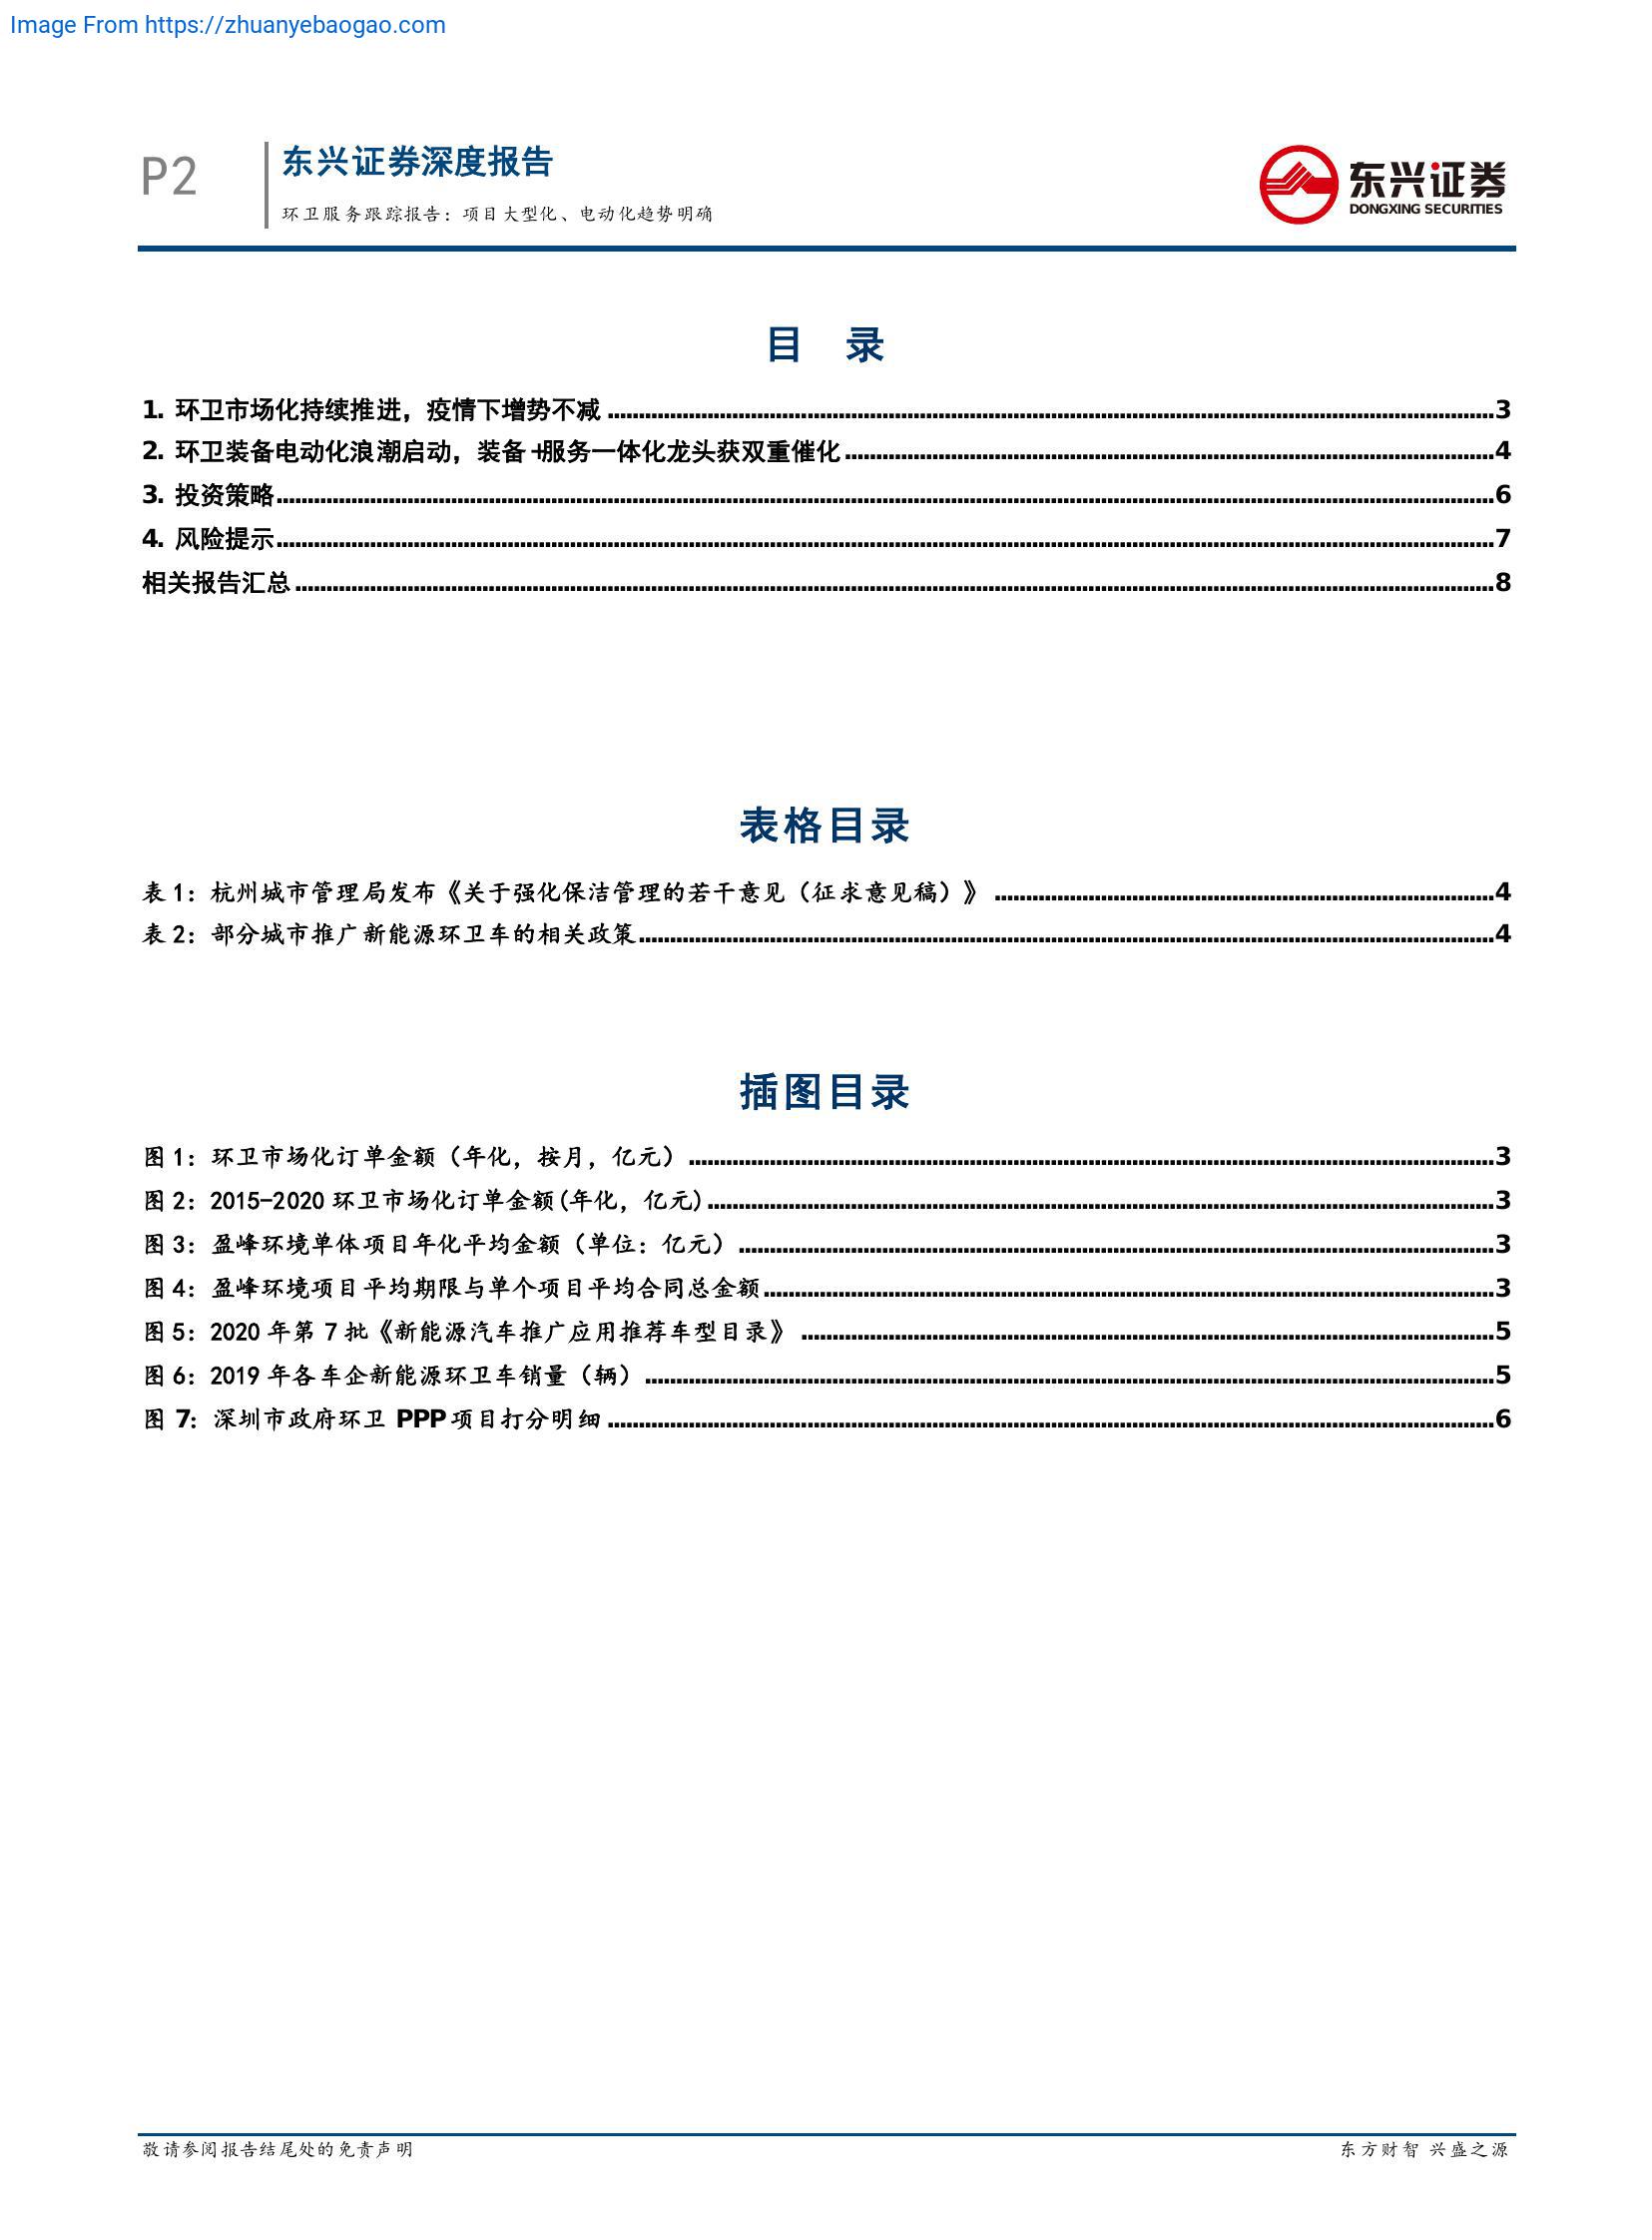 Image From https://zhuanyebaogao.com
P2
东兴证券深度报告
环卫服务跟踪报告：项目大型化、电动化趋势明确
东兴证券
DONGXING SECURITIES
目 录
1. 环卫市场化持续推进，疫情下增势不减 3
2. 环卫装备电动化浪潮启动，装备+服务一体化龙头获双重催化 4
3. 投资策略 6
4. 风险提示 7
相关报告汇总 8
表格目录
表 1：杭州城市管理局发布《关于强化保洁管理的若干意见（征求意见稿）》 4
表 2：部分城市推广新能源环卫车的相关政策 4
插图目录
图 1：环卫市场化订单金额（年化，按月，亿元） 3
图 2：2015-2020 环卫市场化订单金额(年化，亿元) 3
图 3：盈峰环境单体项目年化平均金额（单位：亿元） 3
图 4：盈峰环境项目平均期限与单个项目平均合同总金额 3
图 5：2020 年第 7 批《新能源汽车推广应用推荐车型目录》 5
图 6：2019 年各车企新能源环卫车销量（辆） 5
图 7：深圳市政府环卫 PPP 项目打分明细 6
敬请参阅报告结尾处的免责声明
东方财智 兴盛之源